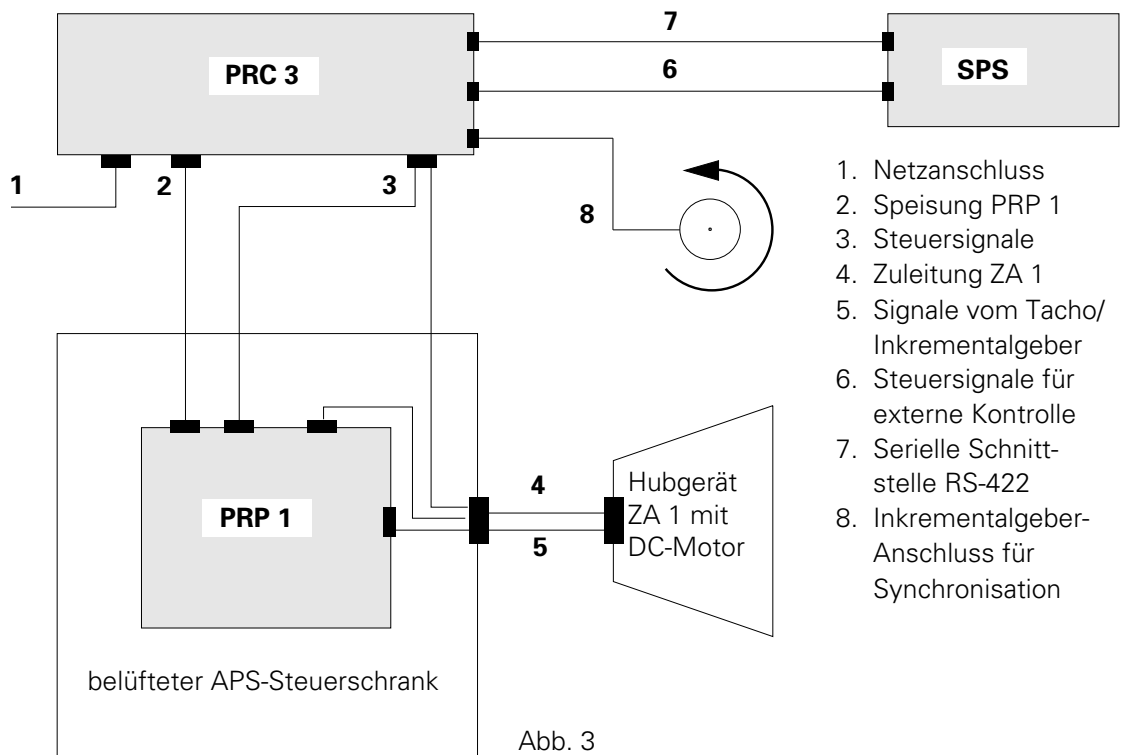 7
PRC 3
6
SPS
1
2
3
8
1. Netzanschluss
2. Speisung PRP 1
3. Steuersignale
4. Zuleitung ZA 1
5. Signale vom Tacho/
Inkrementalgeber
6. Steuersignale für
externe Kontrolle
7. Serielle Schnitt-
stelle RS-422
8. Inkrementalgeber-
Anschluss für
Synchronisation
PRP 1
4
5
Hubgerät
ZA 1 mit
DC-Motor
belüfteter APS-Steuerschrank
Abb. 3